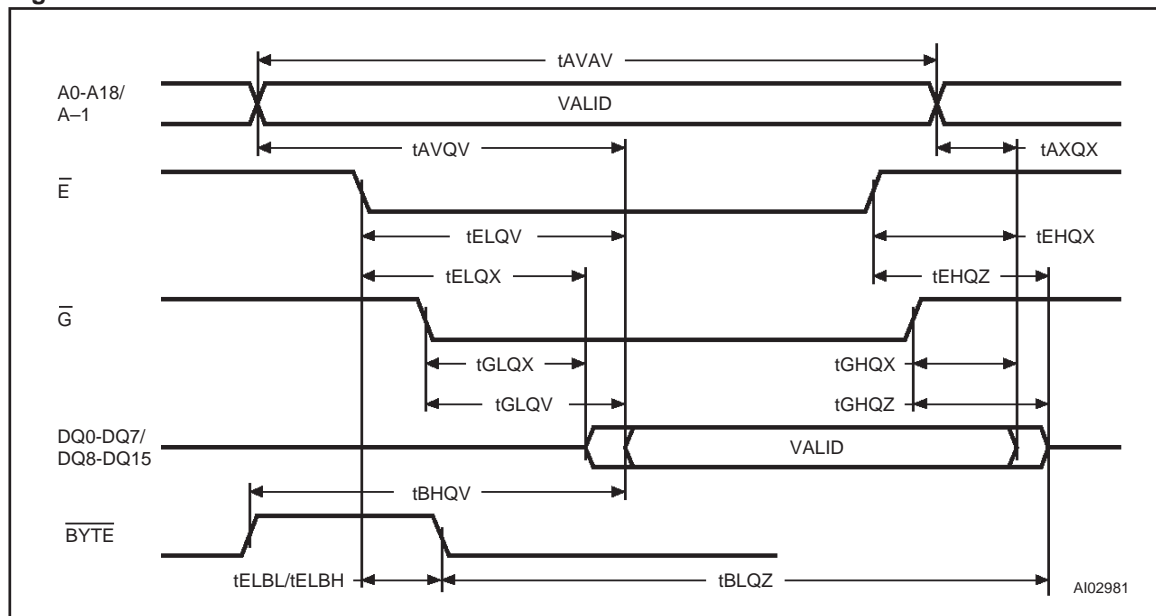 tAVAV
A0-A18/
A–1
VALID
tAVQV
tAXQX
E
tELQV
tEHQX
tELQX
tEHQZ
G
tGLQX
tGHQX
tGLQV
tGHQZ
DQ0-DQ7/
DQ8-DQ15
VALID
tBHQV
BYTE
tELBL/tELBH
tBLQZ
AI02981